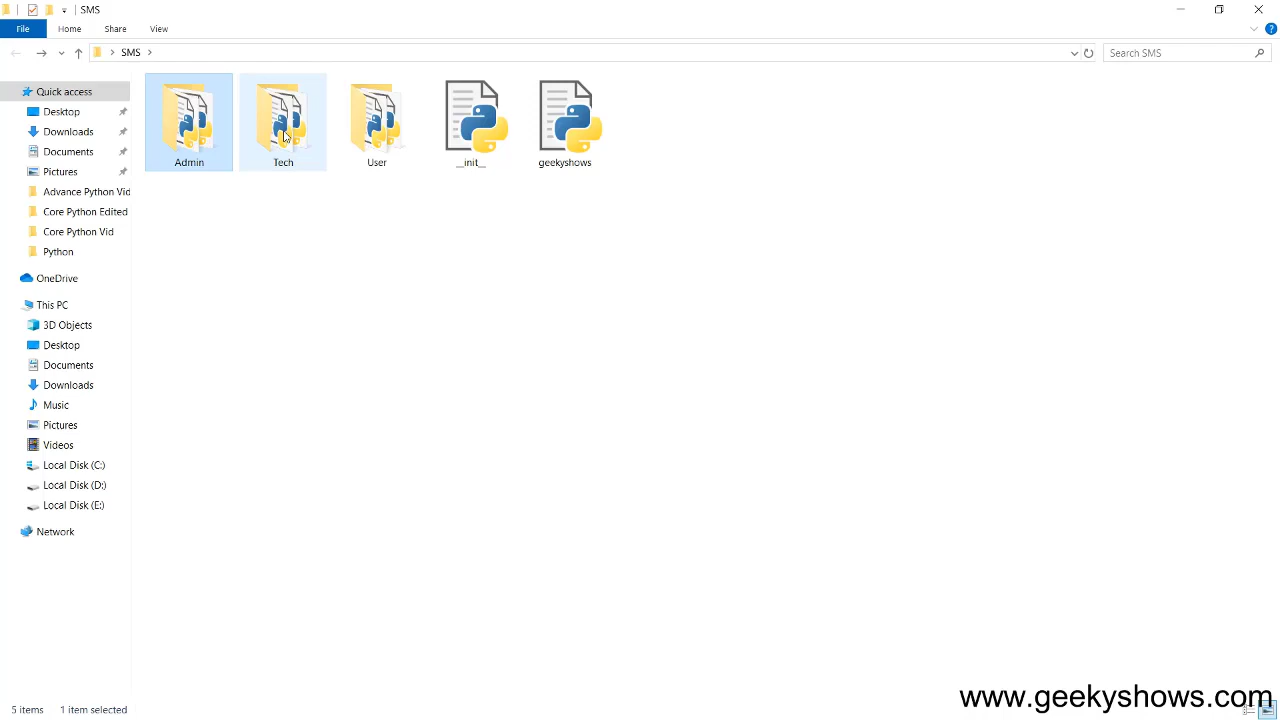 SMS
File
Home
Share
View
SMS
Search SMS
Quick access
Desktop
Downloads
Documents
Pictures
Advance Python Vid
Core Python Edited
Core Python Vid
Python
OneDrive
This PC
3D Objects
Desktop
Documents
Downloads
Music
Pictures
Videos
Local Disk (C:)
Local Disk (D:)
Local Disk (E:)
Network
Admin
Tech
User
__init__
geekyshows
5 items
1 item selected
www.geekyshows.com